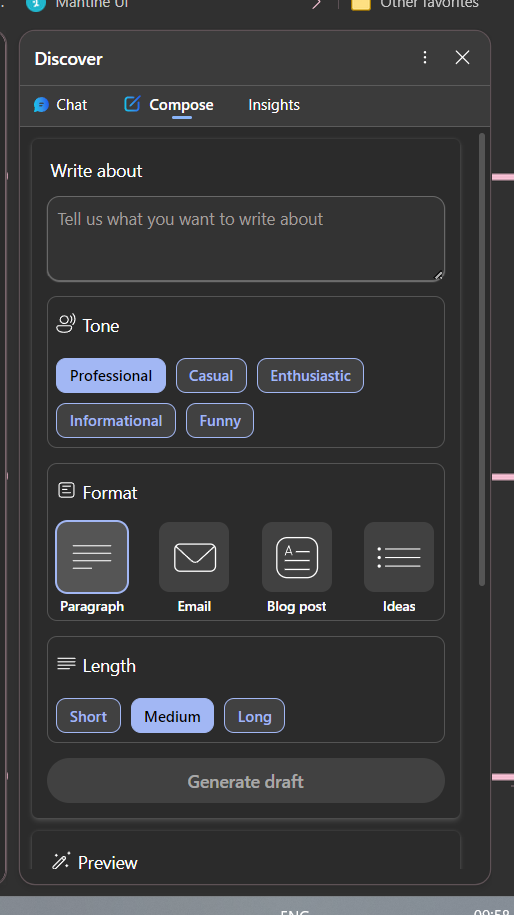 Mantine UI
Other favorites
Discover
Chat
Compose
Insights
Write about
Tell us what you want to write about
Tone
Professional
Casual
Enthusiastic
Informational
Funny
Format
A
Paragraph
Email
Blog post
Ideas
Length
Short
Medium
Long
Generate draft
Preview
ENG